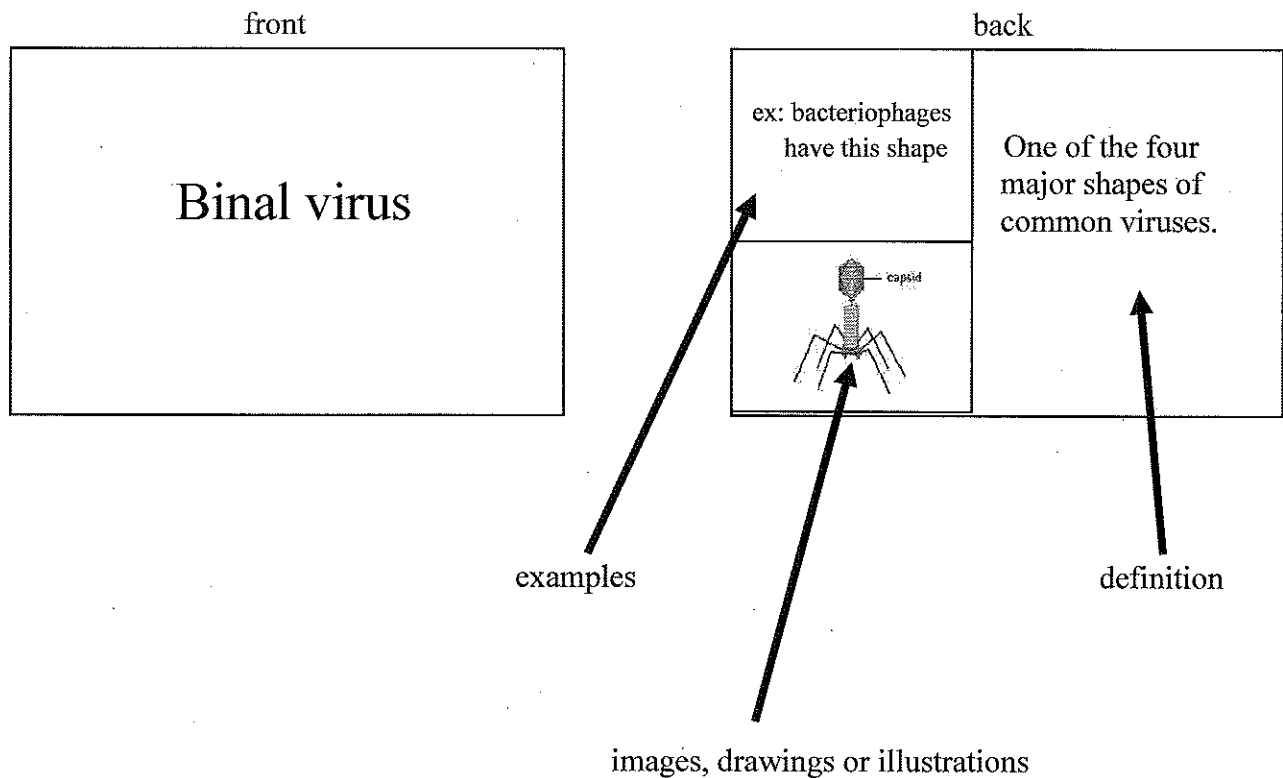 front
back
Binal virus
ex: bacteriophages
have this shape
One of the four
major shapes of
common viruses.
capsid
examples
definition
images, drawings or illustrations